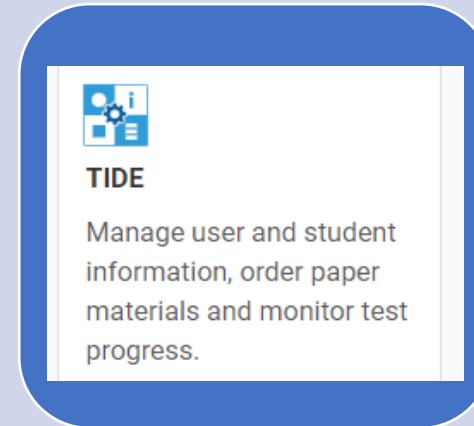 TIDE
Manage user and student
information, order paper
materials and monitor test
progress.